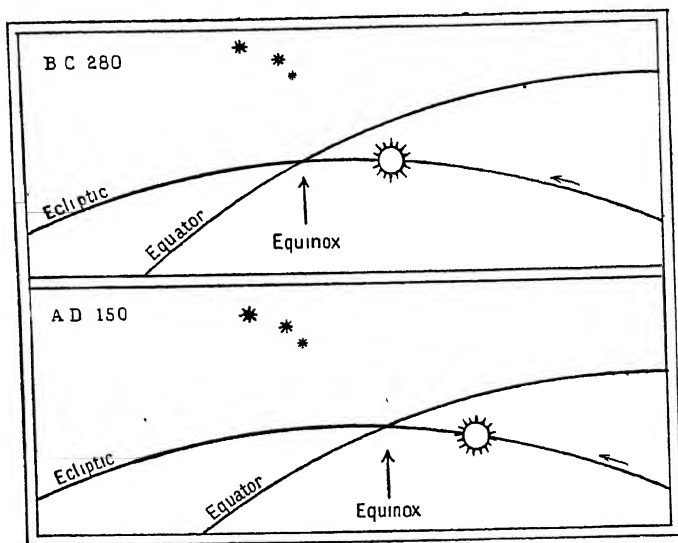 B C 280
Ecliptic
Equator
Equinox
A D 150
Ecliptic
Equator
Equinox